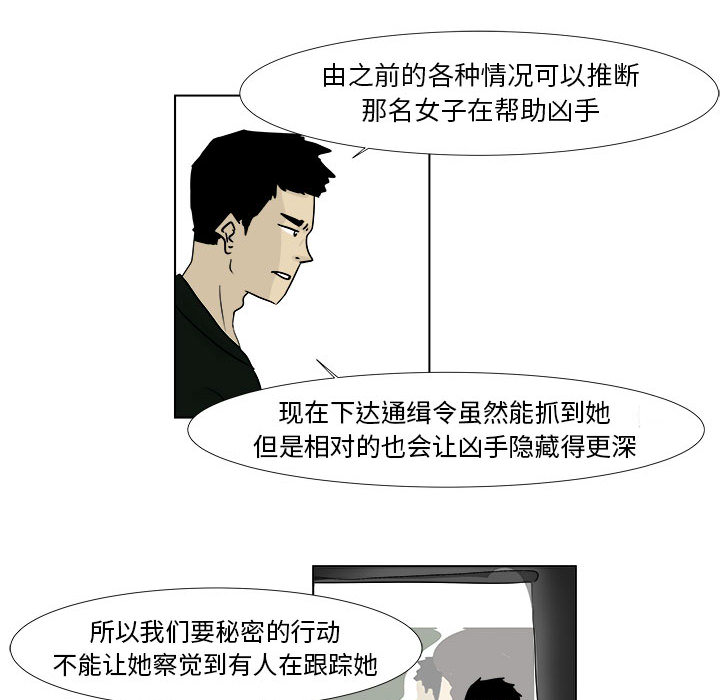 由之前的各种情况可以推断
那名女子在帮助凶手
现在下达通缉令虽然能抓到她
但是相对的也会让凶手隐藏得更深
所以我们要秘密的行动
不能让她察觉到有人在跟踪她